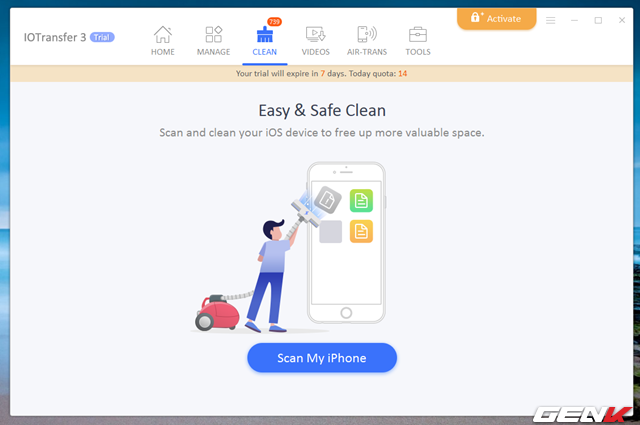 IOTransfer 3 Trial
739
Activate
HOME
MANAGE
CLEAN
VIDEOS
AIR-TRANS
TOOLS
Your trial will expire in 7 days. Today quota: 14
Easy & Safe Clean
Scan and clean your iOS device to free up more valuable space.
Scan My iPhone
GENK